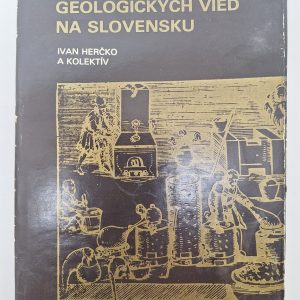 GEOLOGICKÝCH VIED
NA SLOVENSKU
IVAN HERČKO
A KOLEKTÍV